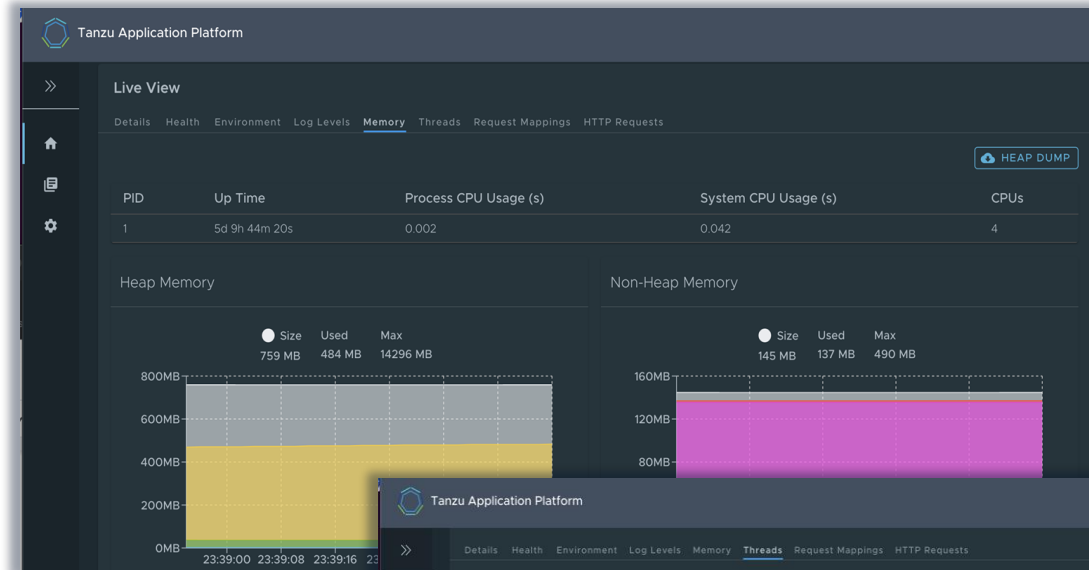 Tanzu Application Platform
Live View
Details Health Environment Log Levels Memory Threads Request Mappings HTTP Requests
HEAP DUMP
PID Up Time Process CPU Usage (s) System CPU Usage (s) CPUs
1 5d 9h 44m 20s 0.002 0.042 4
Heap Memory
Size Used Max
759 MB 484 MB 14296 MB
800MB
600MB
400MB
200MB
0MB
23:39:00 23:39:08 23:39:16 23
Non-Heap Memory
Size Used Max
145 MB 137 MB 490 MB
160MB
120MB
80MB
Tanzu Application Platform
Details Health Environment Log Levels Memory Threads Request Mappings HTTP Requests